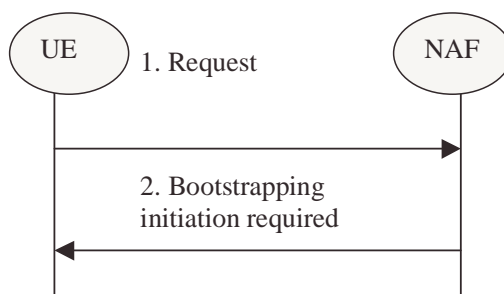 UE
NAF
1. Request
2. Bootstrapping
initiation required